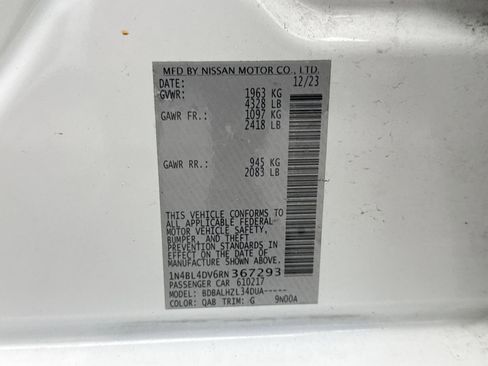 MFD BY NISSAN MOTOR CO., LTD.
DATE: 12/23
GVWR: 1963 KG
4328 LB
GAWR FR.: 1097 KG
2418 LB
GAWR RR.: 945 KG
2083 LB
THIS VEHICLE CONFORMS TO
ALL APPLICABLE FEDERAL
MOTOR VEHICLE SAFETY,
BUMPER, AND THEFT
PREVENTION STANDARDS IN
EFFECT ON THE DATE OF
MANUFACTURE SHOWN ABOVE.
1N4BL4DV6RN367293
PASSENGER CAR 610217
MODEL: BDBALHZL34DUA-----
COLOR: QAB TRIM: G 9N00A